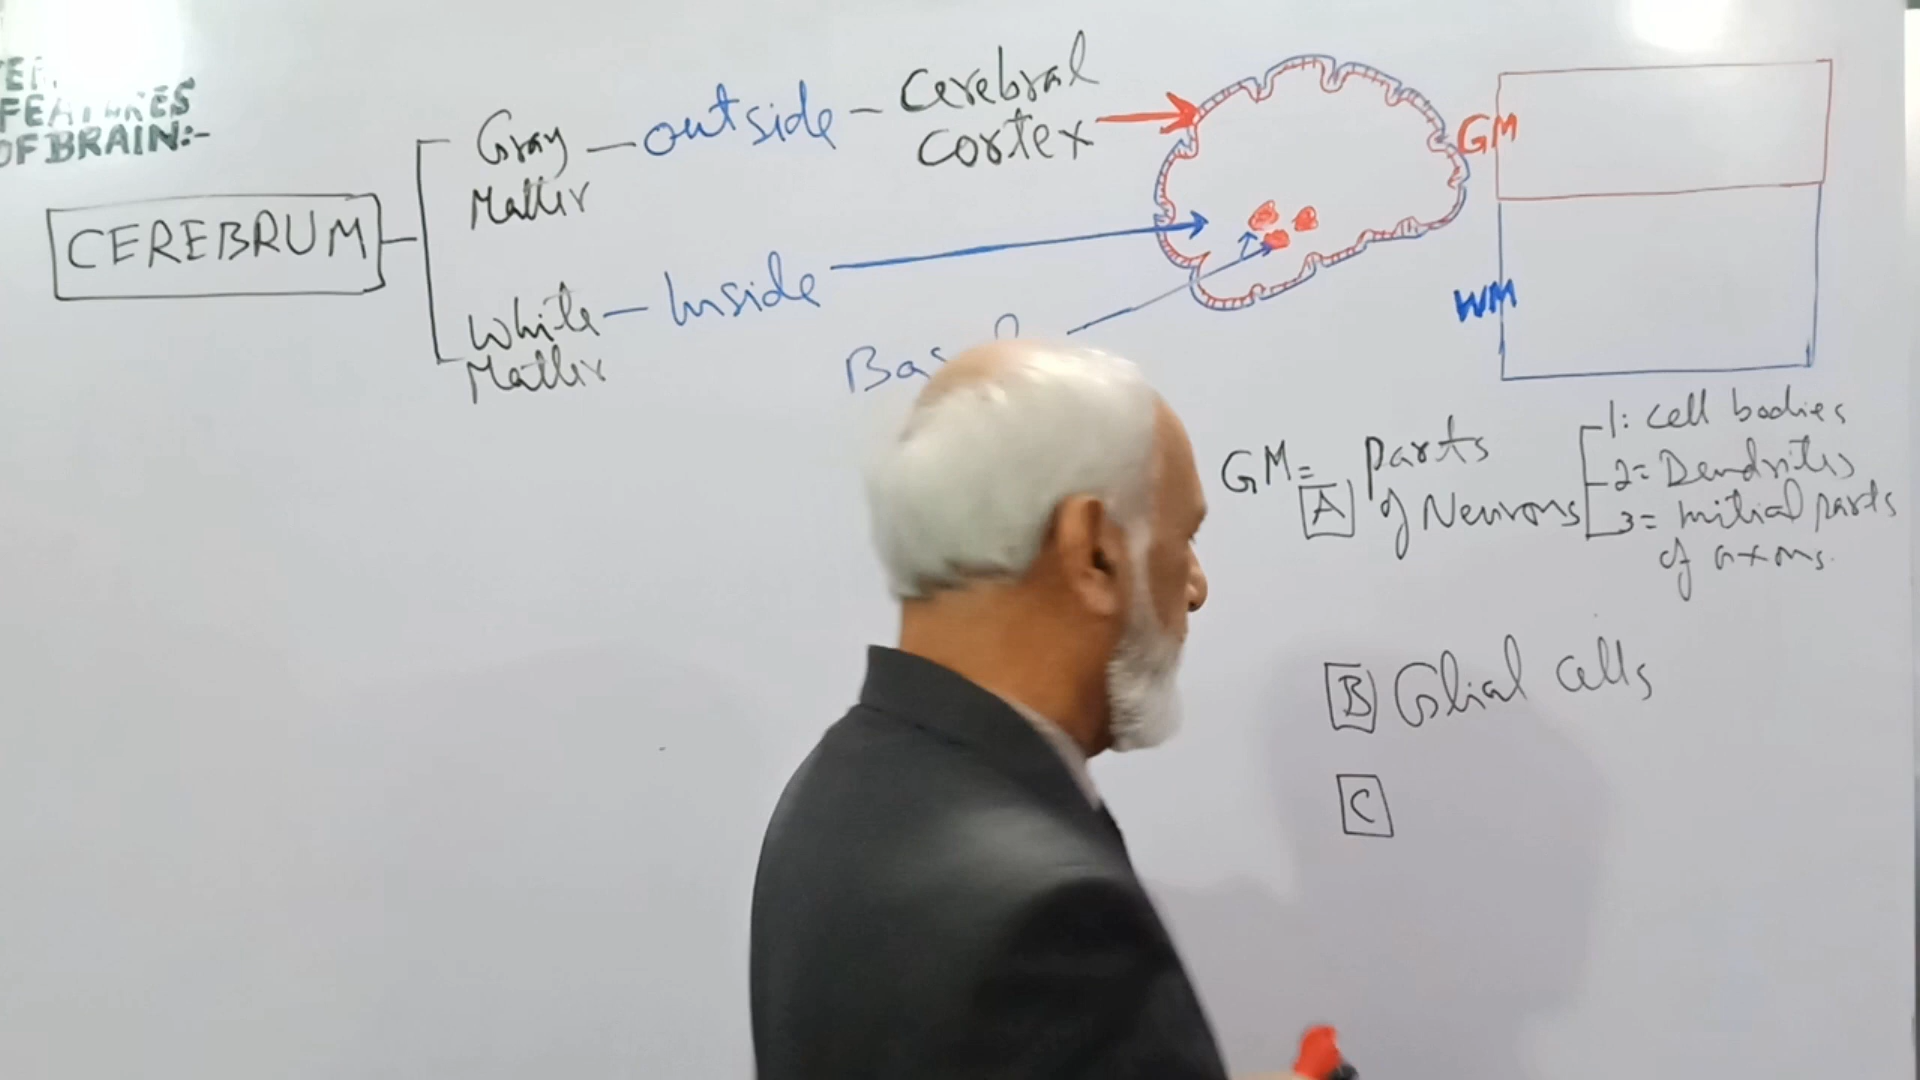 FEATURES
OF BRAIN:-
CEREBRUM
Gray
Matter
outside - Cerebral
cortex
White
Matter
Inside
GM
WM
GM=
A
Parts
of Neurons
1: cell bodies
2= Dendrites
3= initial parts
of axons.
B Glial cells
C